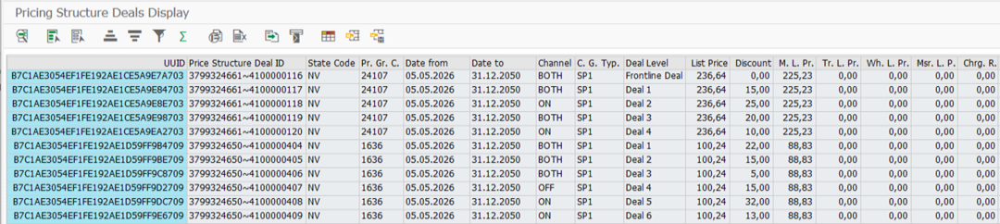 Pricing Structure Deals Display
UUID Price Structure Deal ID State Code Pr. Gr. C. Date from Date to Channel C. G. Typ. Deal Level List Price Discount M. L. Pr. Tr. L. Pr. Wh. L. Pr. Msr. L. P. Chrg. R.
B7C1AE3054EF1FE192AE1CE5A9E7A703 3799324661~4100000116 NV 24107 05.05.2026 31.12.2050 BOTH SP1 Frontline Deal 236,64 0,00 225,23 0,00 0,00 0,00 0,00
B7C1AE3054EF1FE192AE1CE5A9E84703 3799324661~4100000117 NV 24107 05.05.2026 31.12.2050 BOTH SP1 Deal 1 236,64 15,00 225,23 0,00 0,00 0,00 0,00
B7C1AE3054EF1FE192AE1CE5A9E8E703 3799324661~4100000118 NV 24107 05.05.2026 31.12.2050 ON SP1 Deal 2 236,64 25,00 225,23 0,00 0,00 0,00 0,00
B7C1AE3054EF1FE192AE1CE5A9E98703 3799324661~4100000119 NV 24107 05.05.2026 31.12.2050 BOTH SP1 Deal 3 236,64 20,00 225,23 0,00 0,00 0,00 0,00
B7C1AE3054EF1FE192AE1CE5A9EA2703 3799324661~4100000120 NV 24107 05.05.2026 31.12.2050 ON SP1 Deal 4 236,64 10,00 225,23 0,00 0,00 0,00 0,00
B7C1AE3054EF1FE192AE1D59FF9B4709 3799324650~4100000404 NV 1636 05.05.2026 31.12.2050 BOTH SP1 Deal 1 100,24 22,00 88,83 0,00 0,00 0,00 0,00
B7C1AE3054EF1FE192AE1D59FF9BE709 3799324650~4100000405 NV 1636 05.05.2026 31.12.2050 BOTH SP1 Deal 2 100,24 15,00 88,83 0,00 0,00 0,00 0,00
B7C1AE3054EF1FE192AE1D59FF9C8709 3799324650~4100000406 NV 1636 05.05.2026 31.12.2050 BOTH SP1 Deal 3 100,24 5,00 88,83 0,00 0,00 0,00 0,00
B7C1AE3054EF1FE192AE1D59FF9D2709 3799324650~4100000407 NV 1636 05.05.2026 31.12.2050 OFF SP1 Deal 4 100,24 15,00 88,83 0,00 0,00 0,00 0,00
B7C1AE3054EF1FE192AE1D59FF9DC709 3799324650~4100000408 NV 1636 05.05.2026 31.12.2050 ON SP1 Deal 5 100,24 32,00 88,83 0,00 0,00 0,00 0,00
B7C1AE3054EF1FE192AE1D59FF9E6709 3799324650~4100000409 NV 1636 05.05.2026 31.12.2050 ON SP1 Deal 6 100,24 13,00 88,83 0,00 0,00 0,00 0,00